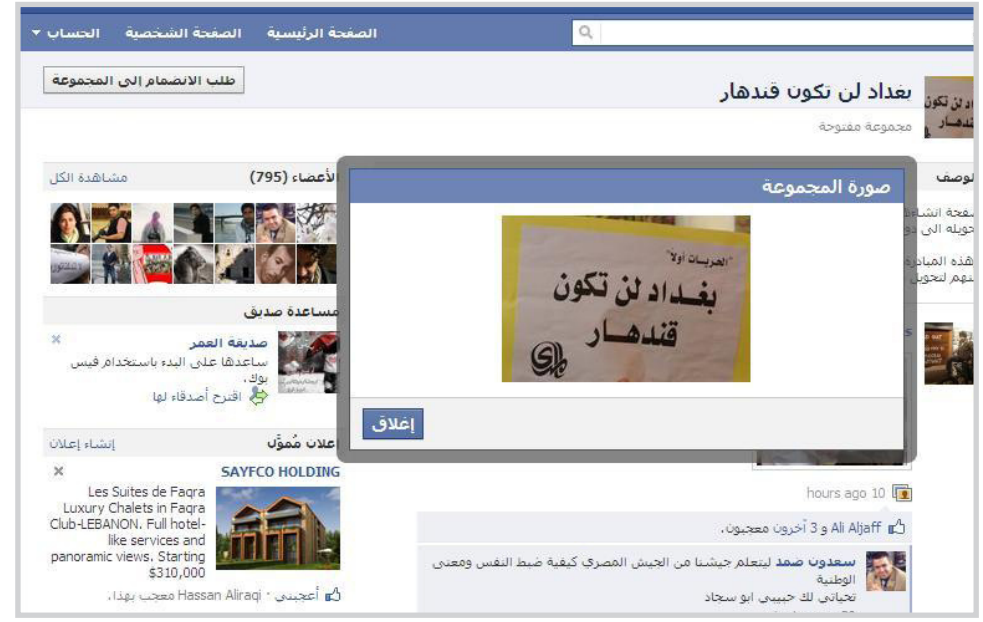 الصفحة الرئيسية الصفحة الشخصية الحساب
بغداد لن تكون قندهار
مجموعة مفتوحة
طلب الانضمام إلى المجموعة
لن تكون
الأعضاء (795)
مشاهدة الكل
مساعدة صديق
صديقة العمر
ساعدها على البدء باستخدام فيس
بوك.
اقترح أصدقاء لها
إعلان مُموَّل
إنشاء إعلان
SAYFCO HOLDING
Les Suites de Faqra
Luxury Chalets in Faqra
Club-LEBANON. Full hotel-
like services and
panoramic views. Starting
$310,000
أعجبني · Hassan Aliraqi معجب بهذا.
صورة المجموعة
"الحريات أولاً"
بغداد لن تكون
قندهار
إغلاق
10 hours ago
Ali Aljaff و 3 آخرون معجبون.
سعدون ضمد ليتعلم جيشنا من الجيش المصري كيفية ضبط النفس ومعنى
الوطنية
تحياتي لك حبيبي ابو سجاد